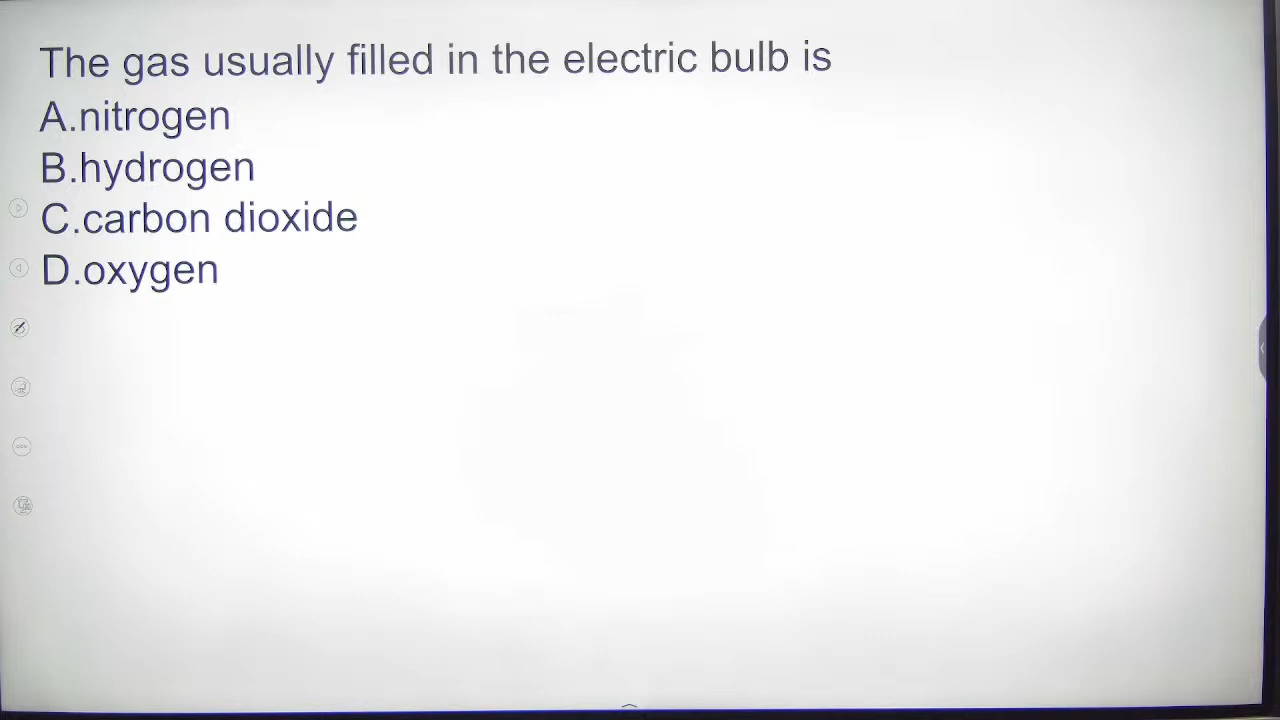 The gas usually filled in the electric bulb is
A.nitrogen
B.hydrogen
C.carbon dioxide
D.oxygen